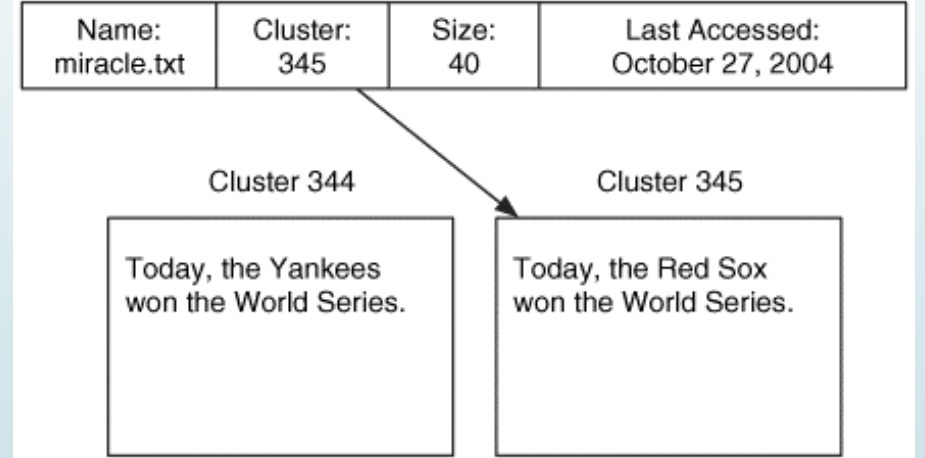 Name: Cluster: Size: Last Accessed:
miracle.txt 345 40 October 27, 2004
Cluster 344 Cluster 345
Today, the Yankees
won the World Series.
Today, the Red Sox
won the World Series.